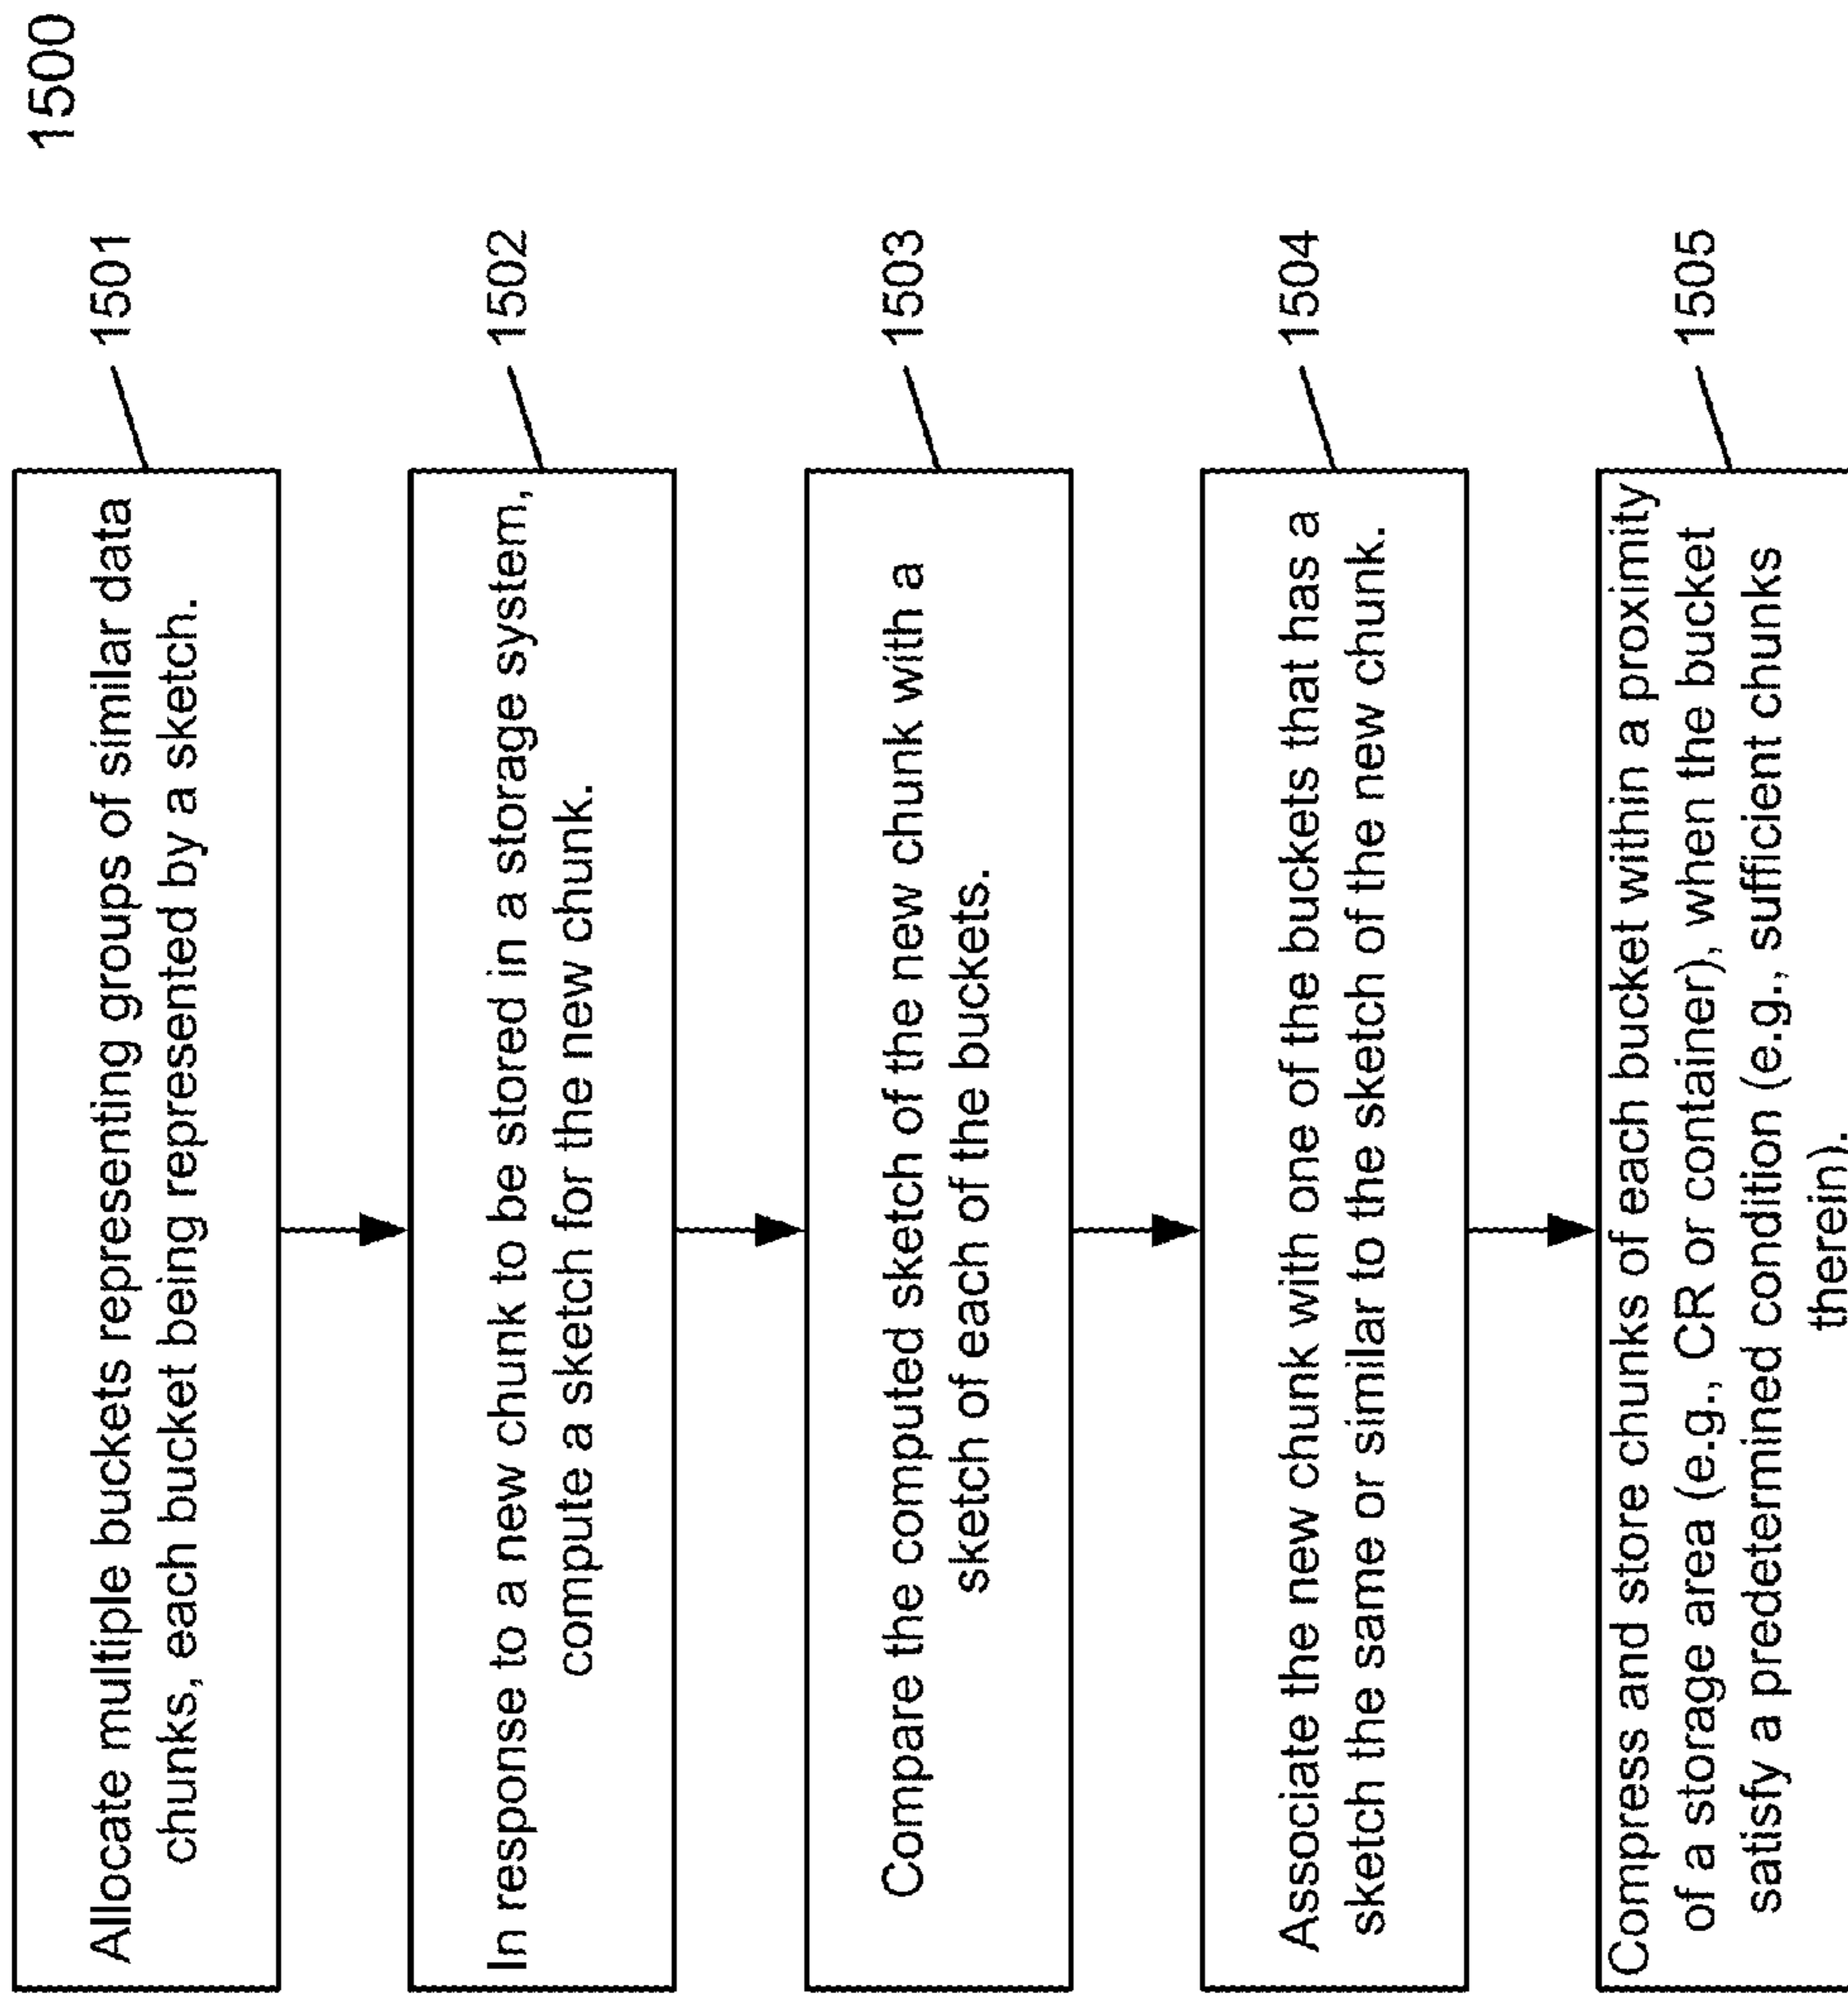 1500
Allocate multiple buckets representing groups of similar data
chunks, each bucket being represented by a sketch.
1501
In response to a new chunk to be stored in a storage system,
compute a sketch for the new chunk.
1502
Compare the computed sketch of the new chunk with a
sketch of each of the buckets.
1503
Associate the new chunk with one of the buckets that has a
sketch the same or similar to the sketch of the new chunk.
1504
Compress and store chunks of each bucket within a proximity
of a storage area (e.g., CR or container), when the bucket
satisfy a predetermined condition (e.g., sufficient chunks
therein).
1505